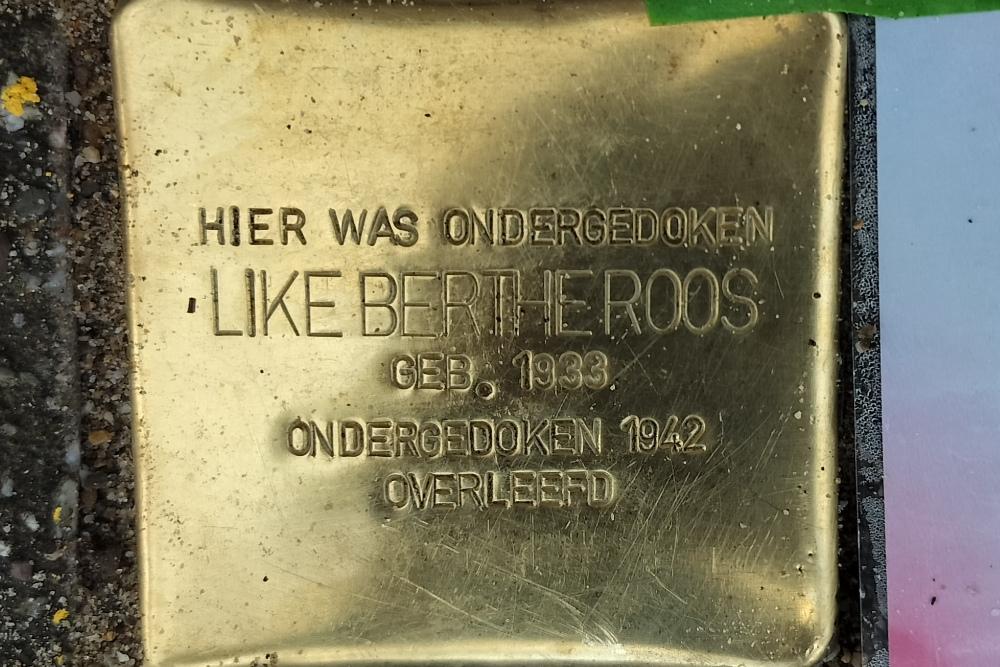 HIER WAS ONDERGEDOKEN
LIKE BERTHE ROOS
GEB. 1933
ONDERGEDOKEN 1942
OVERLEEFD